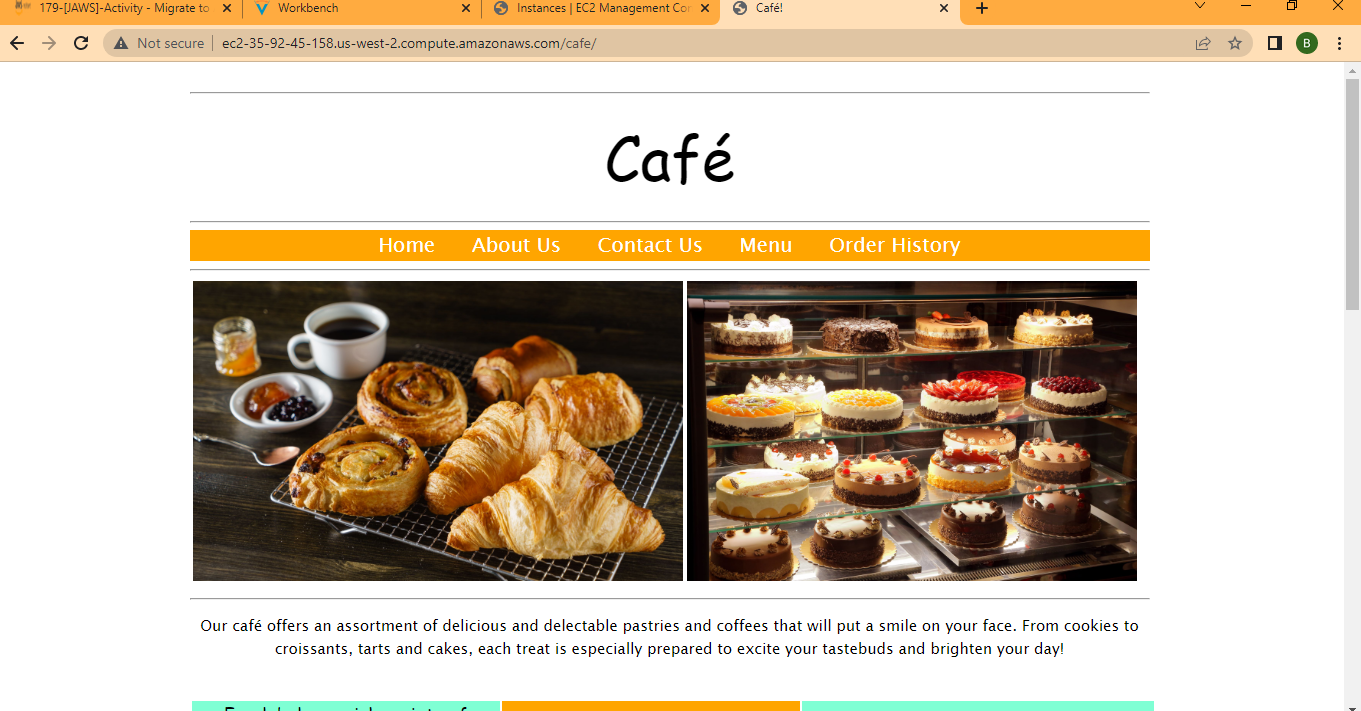 179-[JAWS]-Activity - Migrate to
Workbench
Instances | EC2 Management Cor
Café!
Not secure
ec2-35-92-45-158.us-west-2.compute.amazonaws.com/cafe/
B
Café
Home About Us Contact Us Menu Order History
Our café offers an assortment of delicious and delectable pastries and coffees that will put a smile on your face. From cookies to
croissants, tarts and cakes, each treat is especially prepared to excite your tastebuds and brighten your day!